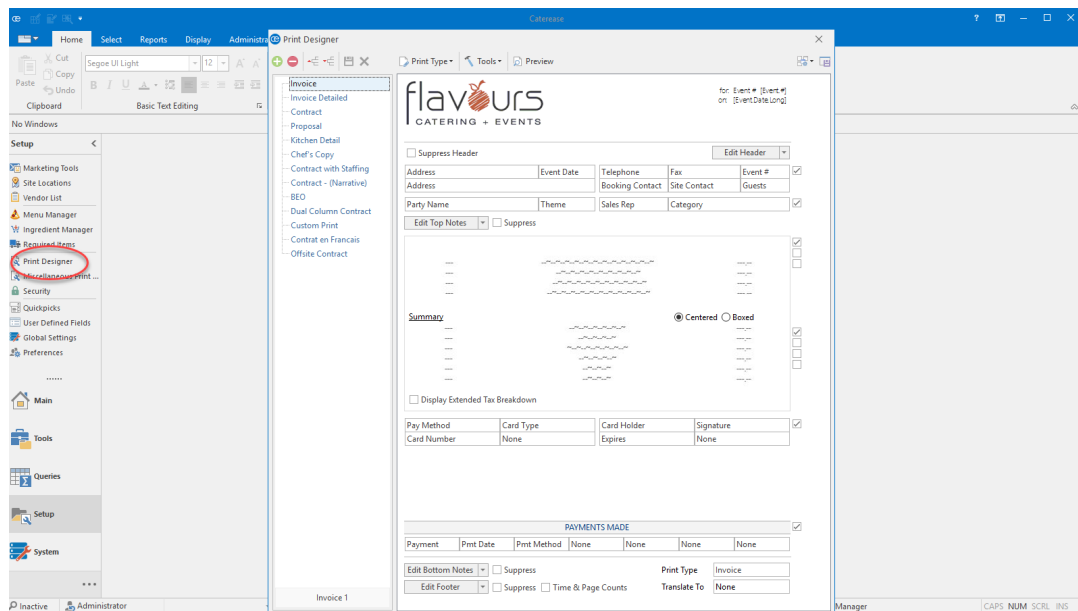 Caterease
Home Select Reports Display Administra
Paste
Cut
Copy
Undo
Clipboard
Segoe UI Light 12
B I U
Basic Text Editing
No Windows
Setup
Marketing Tools
Site Locations
Vendor List
Menu Manager
Ingredient Manager
Required Items
Print Designer
Miscellaneous Print ...
Security
Quickpicks
User Defined Fields
Global Settings
Preferences
Main
Tools
Queries
Setup
System
Inactive Administrator
Print Designer
Print Type Tools Preview
Invoice
Invoice Detailed
Contract
Proposal
Kitchen Detail
Chef's Copy
Contract with Staffing
Contract - (Narrative)
BEO
Dual Column Contract
Custom Print
Contrat en Francais
Offsite Contract
Invoice 1
flavours
CATERING + EVENTS
for: Event # [Event #]
on: [Event Date Long]
Suppress Header Edit Header
Address Event Date Telephone Fax Event #
Address Booking Contact Site Contact Guests
Party Name Theme Sales Rep Category
Edit Top Notes Suppress
Summary Centered Boxed
Display Extended Tax Breakdown
Pay Method Card Type Card Holder Signature
Card Number None Expires None
PAYMENTS MADE
Payment Pmt Date Pmt Method None None None None
Edit Bottom Notes Suppress Print Type Invoice
Edit Footer Suppress Time & Page Counts Translate To None
Manager CAPS NUM SCRL INS